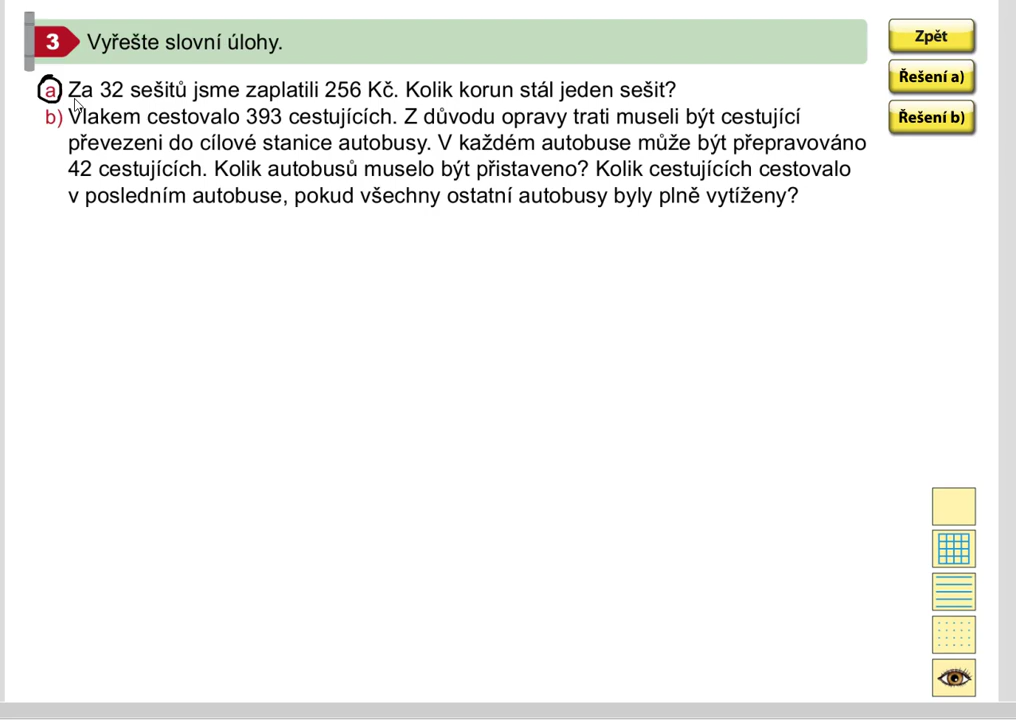 3 Vyřešte slovní úlohy.
Zpět
Řešení a)
Řešení b)
a) Za 32 sešitů jsme zaplatili 256 Kč. Kolik korun stál jeden sešit?
b) Vlakem cestovalo 393 cestujících. Z důvodu opravy trati museli být cestující
převezeni do cílové stanice autobusy. V každém autobuse může být přepravováno
42 cestujících. Kolik autobusů muselo být přistaveno? Kolik cestujících cestovalo
v posledním autobuse, pokud všechny ostatní autobusy byly plně vytíženy?